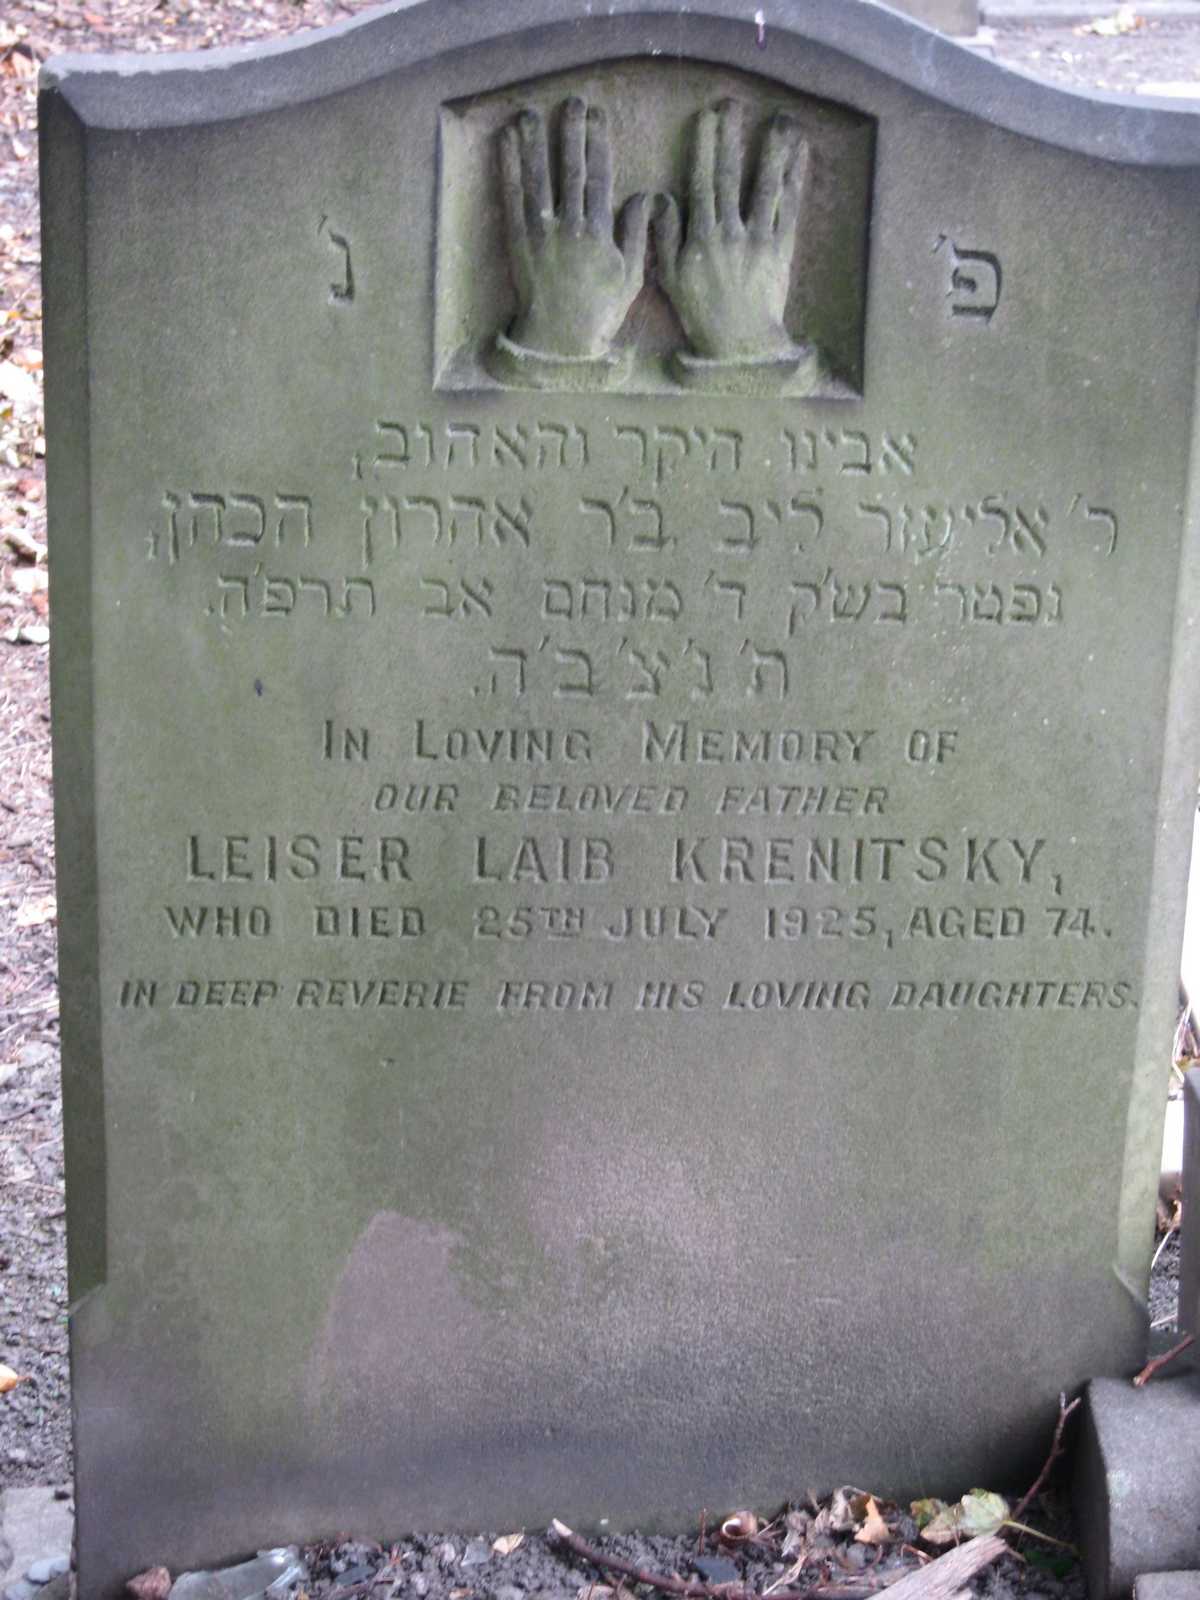 פ' נ'
אבינו היקר והאהוב,
ר' אליעזר ליב ב'ר אהרון הכהן,
נפטר בש'ק ד' מנחם אב תרפ'ה.
ת' נ' צ' ב' ה'.
IN LOVING MEMORY OF
OUR BELOVED FATHER
LEISER LAIB KRENITSKY,
WHO DIED 25TH JULY 1925, AGED 74.
IN DEEP REVERIE FROM HIS LOVING DAUGHTERS.